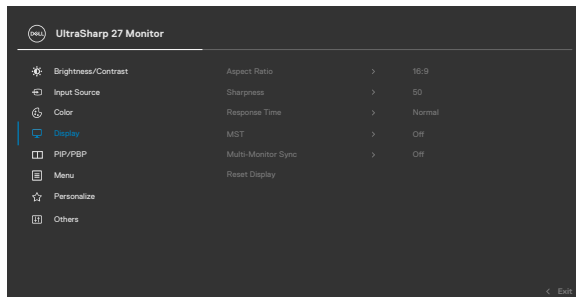 DELL UltraSharp 27 Monitor
Brightness/Contrast Aspect Ratio > 16:9
Input Source Sharpness > 50
Color Response Time > Normal
Display MST > Off
PIP/PBP Multi-Monitor Sync > Off
Menu Reset Display
Personalize
Others
< Exit